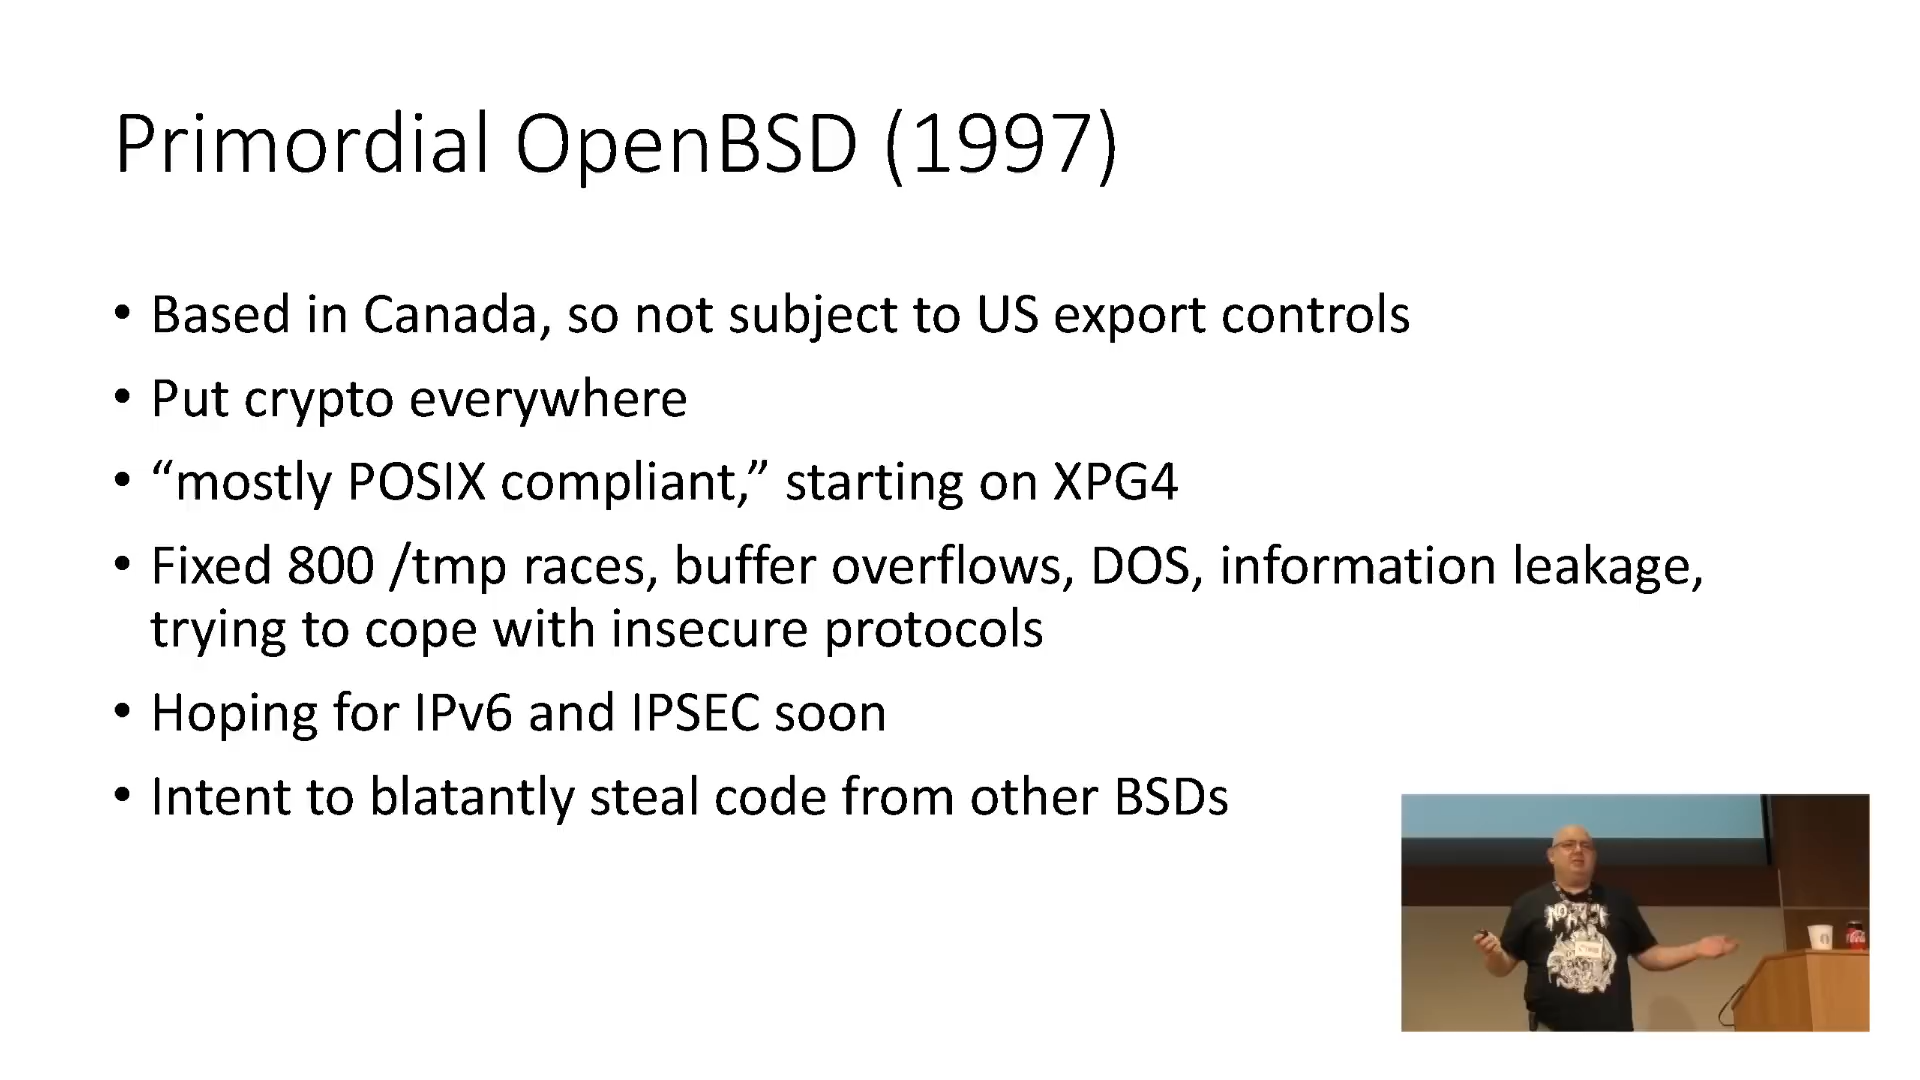 Primordial OpenBSD (1997)
• Based in Canada, so not subject to US export controls
• Put crypto everywhere
• “mostly POSIX compliant,” starting on XPG4
• Fixed 800 /tmp races, buffer overflows, DOS, information leakage,
trying to cope with insecure protocols
• Hoping for IPv6 and IPSEC soon
• Intent to blatantly steal code from other BSDs